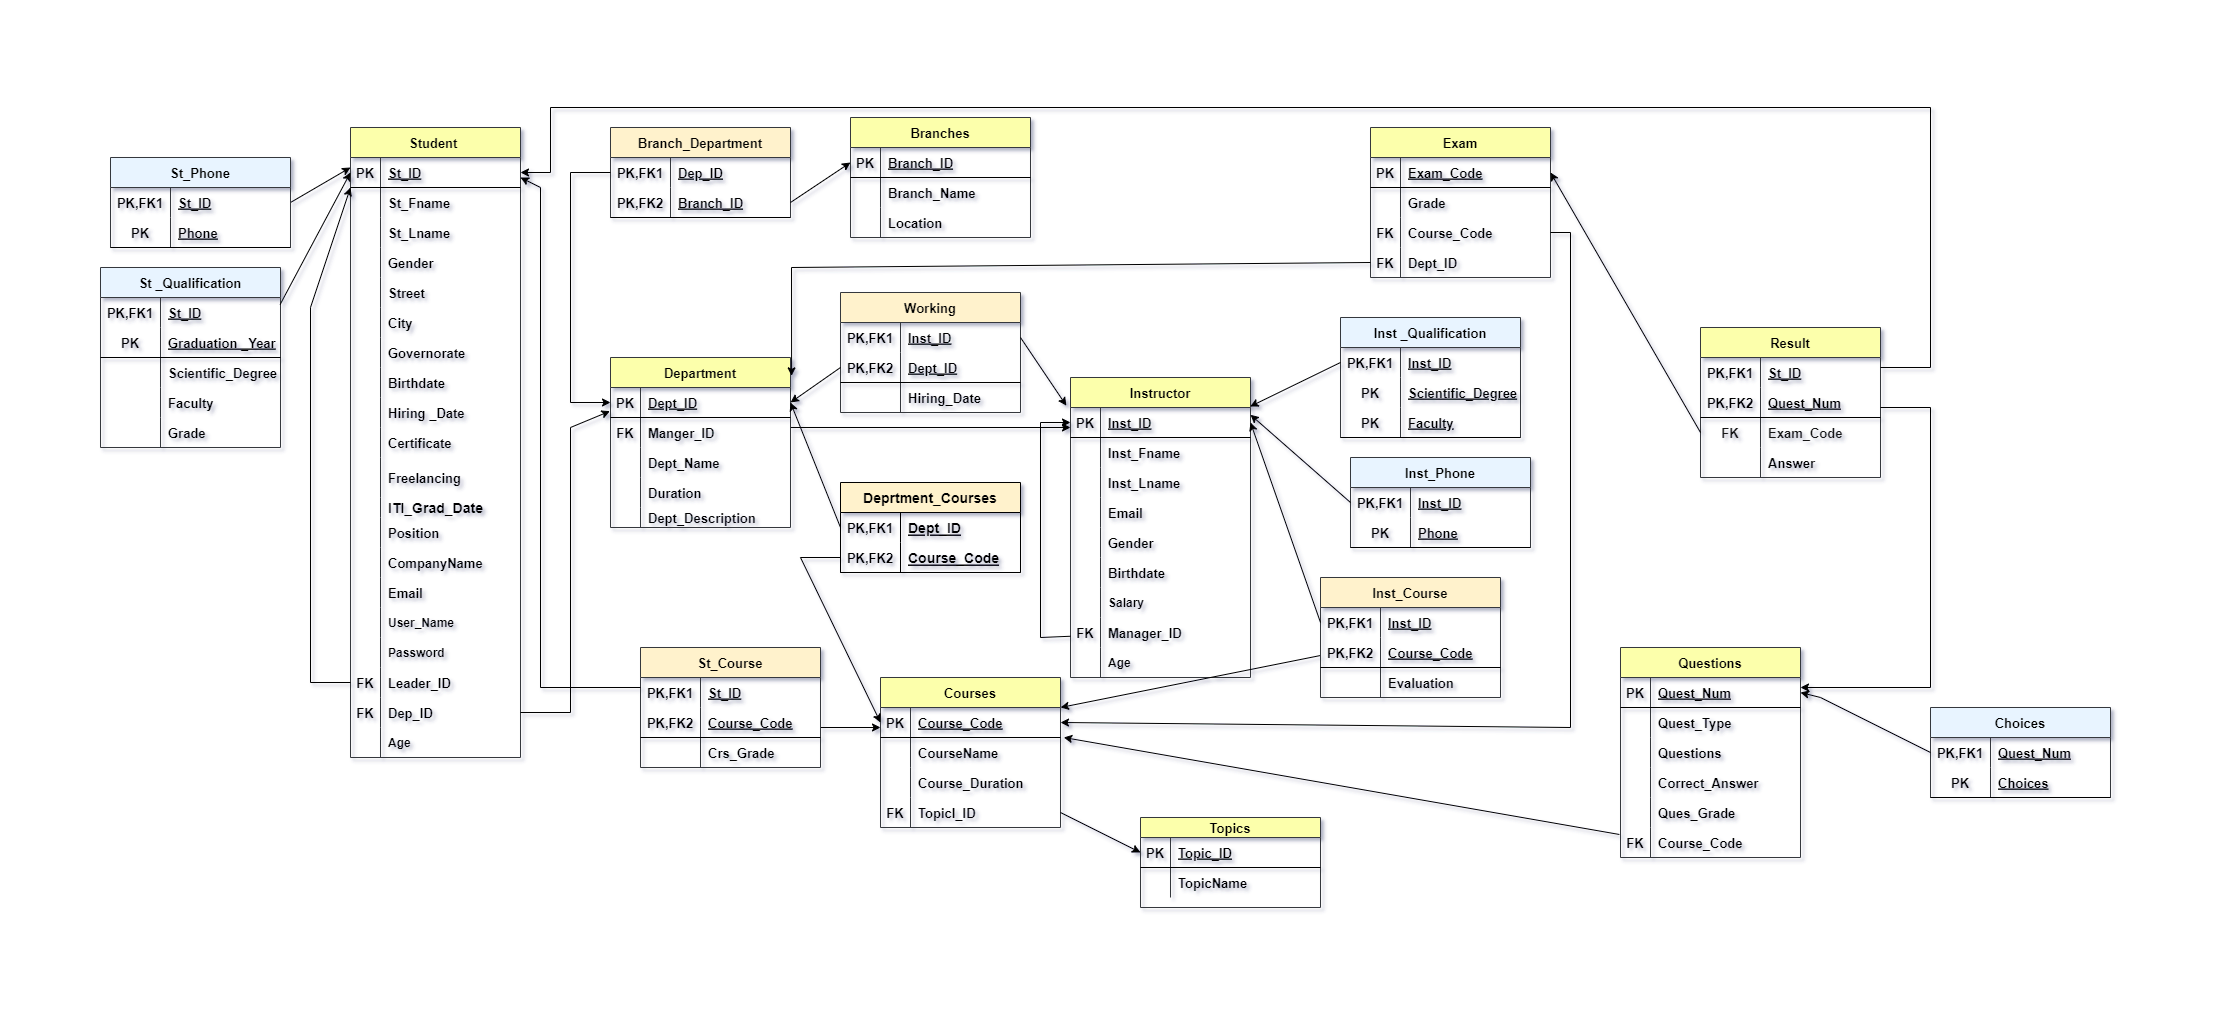 St_Phone
PK,FK1 St_ID
PK Phone
St _Qualification
PK,FK1 St_ID
PK Graduation _Year
Scientific_Degree
Faculty
Grade
Student
PK St_ID
St_Fname
St_Lname
Gender
Street
City
Governorate
Birthdate
Hiring _Date
Certificate
Freelancing
ITI_Grad_Date
Position
CompanyName
Email
User_Name
Password
FK Leader_ID
FK Dep_ID
Age
Branch_Department
PK,FK1 Dep_ID
PK,FK2 Branch_ID
Branches
PK Branch_ID
Branch_Name
Location
Department
PK Dept_ID
FK Manger_ID
Dept_Name
Duration
Dept_Description
Working
PK,FK1 Inst_ID
PK,FK2 Dept_ID
Hiring_Date
Deprtment_Courses
PK,FK1 Dept_ID
PK,FK2 Course_Code
St_Course
PK,FK1 St_ID
PK,FK2 Course_Code
Crs_Grade
Courses
PK Course_Code
CourseName
Course_Duration
FK TopicI_ID
Topics
PK Topic_ID
TopicName
Instructor
PK Inst_ID
Inst_Fname
Inst_Lname
Email
Gender
Birthdate
Salary
FK Manager_ID
Age
Exam
PK Exam_Code
Grade
FK Course_Code
FK Dept_ID
Inst _Qualification
PK,FK1 Inst_ID
PK Scientific_Degree
PK Faculty
Inst_Phone
PK,FK1 Inst_ID
PK Phone
Inst_Course
PK,FK1 Inst_ID
PK,FK2 Course_Code
Evaluation
Result
PK,FK1 St_ID
PK,FK2 Quest_Num
FK Exam_Code
Answer
Questions
PK Quest_Num
Quest_Type
Questions
Correct_Answer
Ques_Grade
FK Course_Code
Choices
PK,FK1 Quest_Num
PK Choices